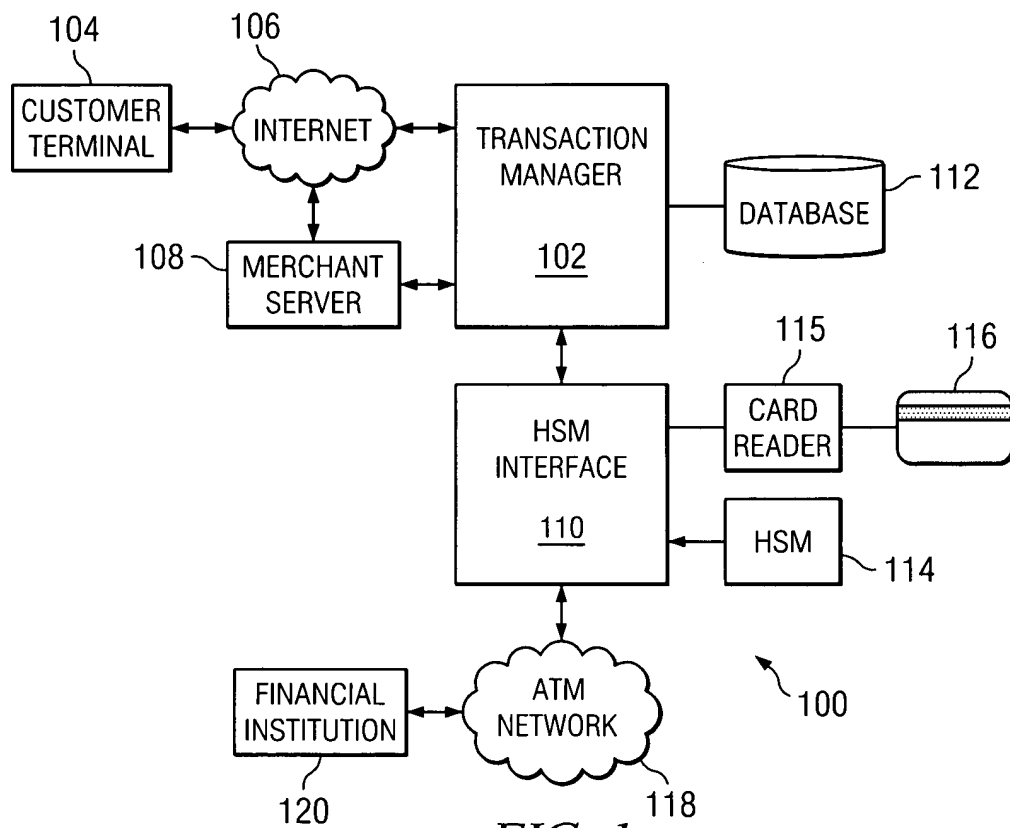 104
106
CUSTOMER
TERMINAL
INTERNET
TRANSACTION
MANAGER
102
DATABASE
112
108
MERCHANT
SERVER
115
116
HSM
INTERFACE
110
CARD
READER
HSM
114
FINANCIAL
INSTITUTION
120
ATM
NETWORK
118
100